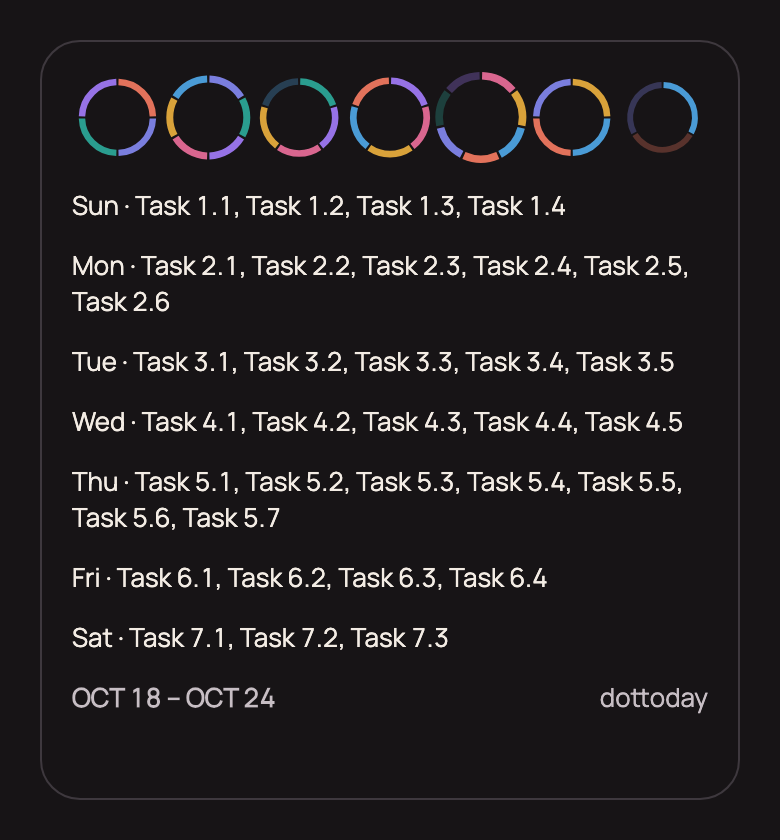 Sun · Task 1.1, Task 1.2, Task 1.3, Task 1.4
Mon · Task 2.1, Task 2.2, Task 2.3, Task 2.4, Task 2.5,
Task 2.6
Tue · Task 3.1, Task 3.2, Task 3.3, Task 3.4, Task 3.5
Wed · Task 4.1, Task 4.2, Task 4.3, Task 4.4, Task 4.5
Thu · Task 5.1, Task 5.2, Task 5.3, Task 5.4, Task 5.5,
Task 5.6, Task 5.7
Fri · Task 6.1, Task 6.2, Task 6.3, Task 6.4
Sat · Task 7.1, Task 7.2, Task 7.3
OCT 18 – OCT 24 dottoday